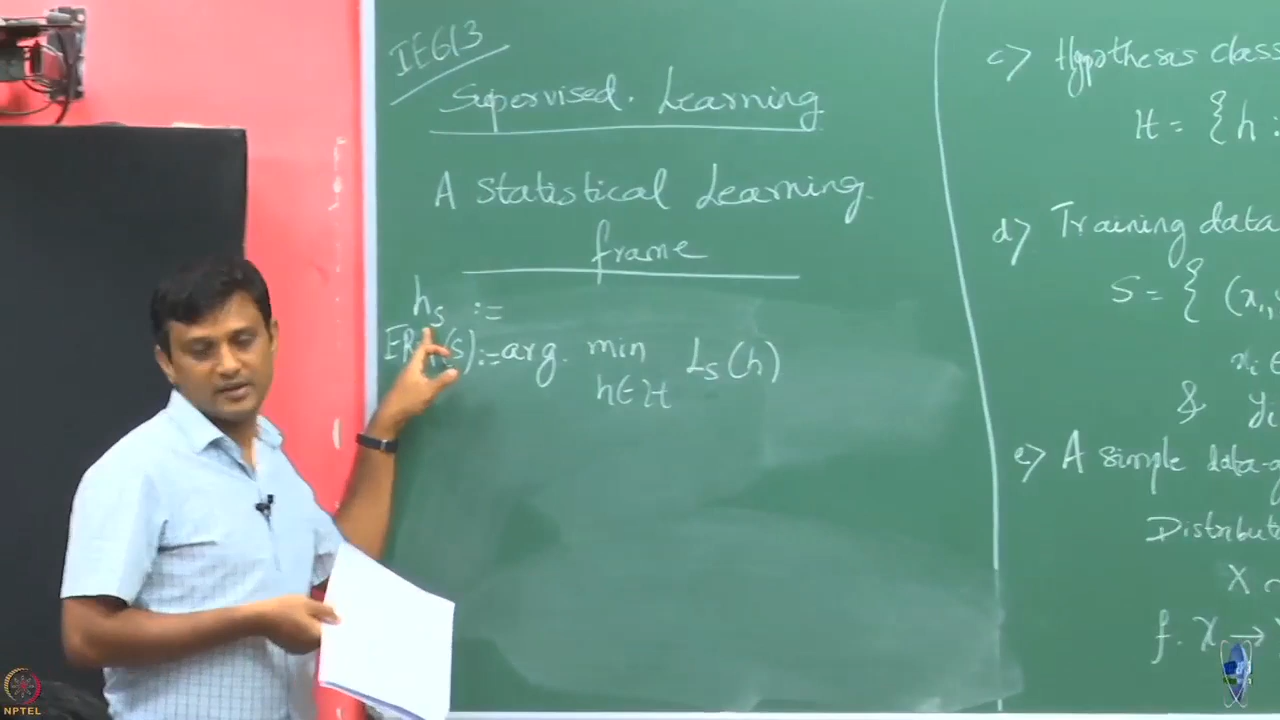 IE613
Supervised. Learning
A Statistical Learning.
frame
h_S :=
ERM(S):= arg. min L_S(h)
h∈H
c) Hypothesis class
H = { h :
d) Training data
S = { (x_1,
x_i ∈
& y_i
e) A simple data-
Distribut
X ~
f: X → Y
NPTEL